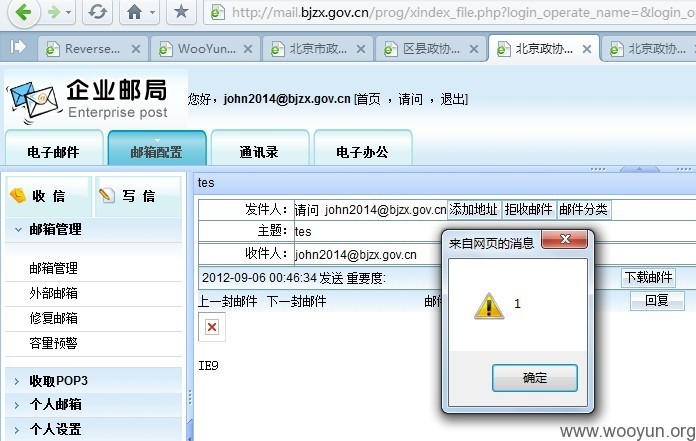 http://mail.bjzx.gov.cn/prog/xindex_file.php?login_operate_name=&login_o
Reverse... WooYun... 北京市政... 区县政协... 北京政协... 北京政协..
企业邮局
Enterprise post
您好，john2014@bjzx.gov.cn [首页 ，请问 ，退出]
电子邮件 邮箱配置 通讯录 电子办公
收 信 写 信
邮箱管理
邮箱管理
外部邮箱
修复邮箱
容量预警
收取POP3
个人邮箱
个人设置
tes
发件人: 请问 john2014@bjzx.gov.cn 添加地址 拒收邮件 邮件分类
主题: tes
收件人: john2014@bjzx.gov.cn
2012-09-06 00:46:34 发送 重要度: 下载邮件
上一封邮件 下一封邮件 邮 回复
IE9
来自网页的消息
1
确定
www.wooyun.org